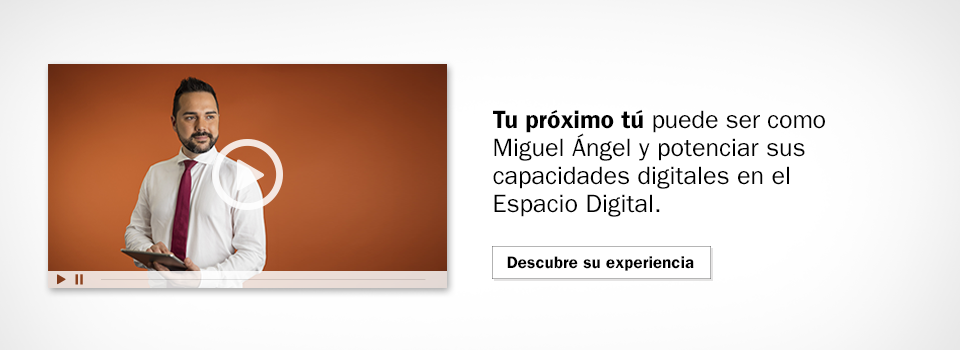 Tu próximo tú puede ser como
Miguel Ángel y potenciar sus
capacidades digitales en el
Espacio Digital.
Descubre su experiencia